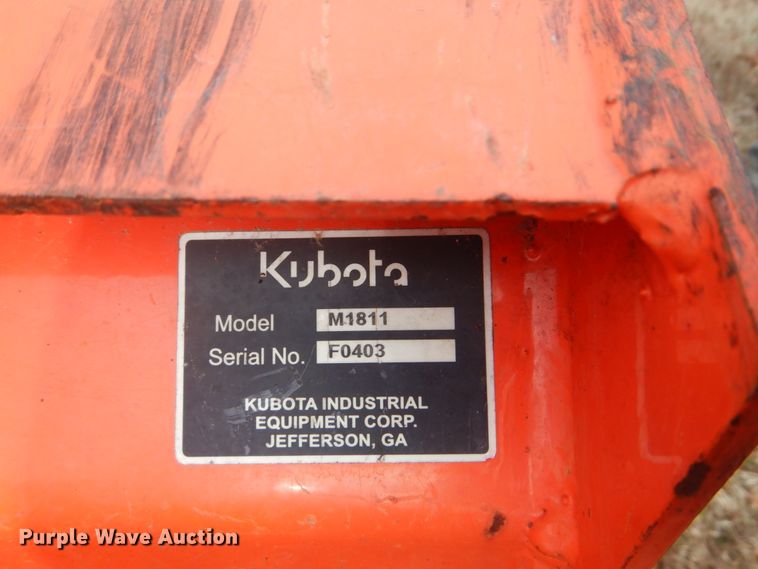 Kubota
Model M1811
Serial No. F0403
KUBOTA INDUSTRIAL
EQUIPMENT CORP.
JEFFERSON, GA
Purple Wave Auction